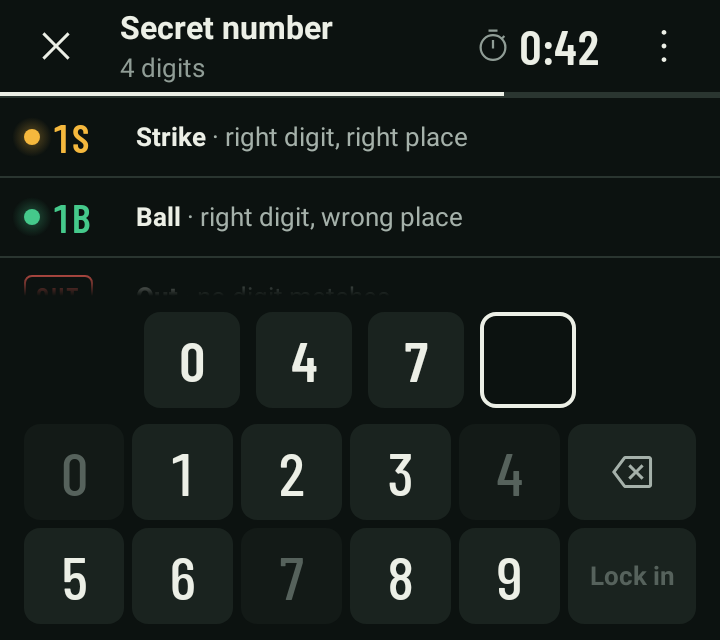 Secret number
4 digits
0:42
1S Strike · right digit, right place
1B Ball · right digit, wrong place
0 4 7
0 1 2 3 4
5 6 7 8 9 Lock in